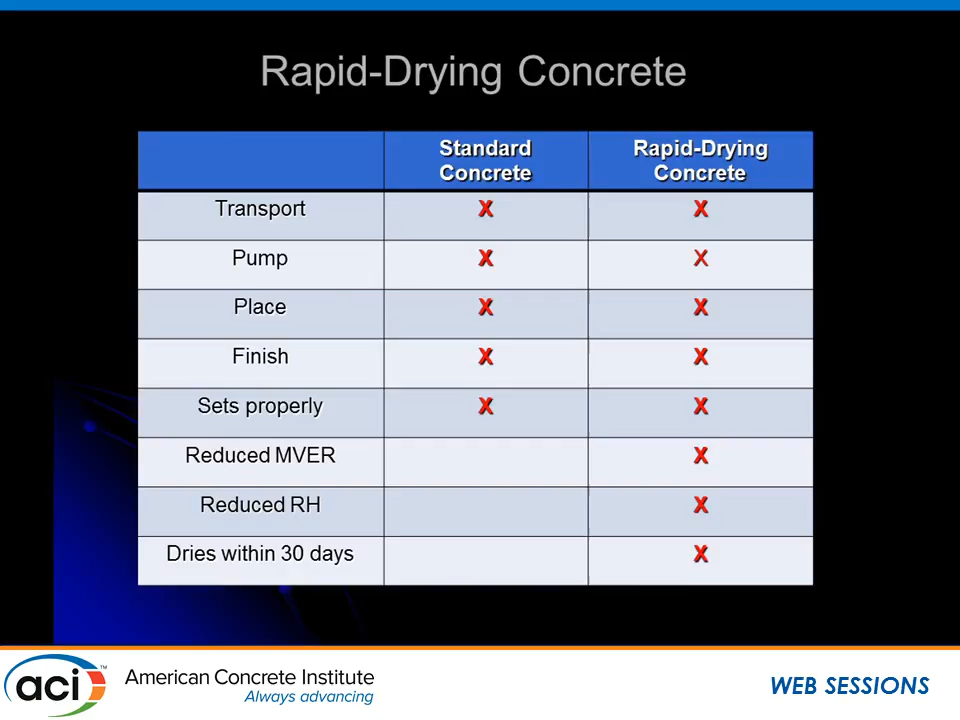 Rapid-Drying Concrete
Standard Concrete
Rapid-Drying Concrete
Transport X X
Pump X X
Place X X
Finish X X
Sets properly X X
Reduced MVER X
Reduced RH X
Dries within 30 days X
aci™
American Concrete Institute
Always advancing
WEB SESSIONS